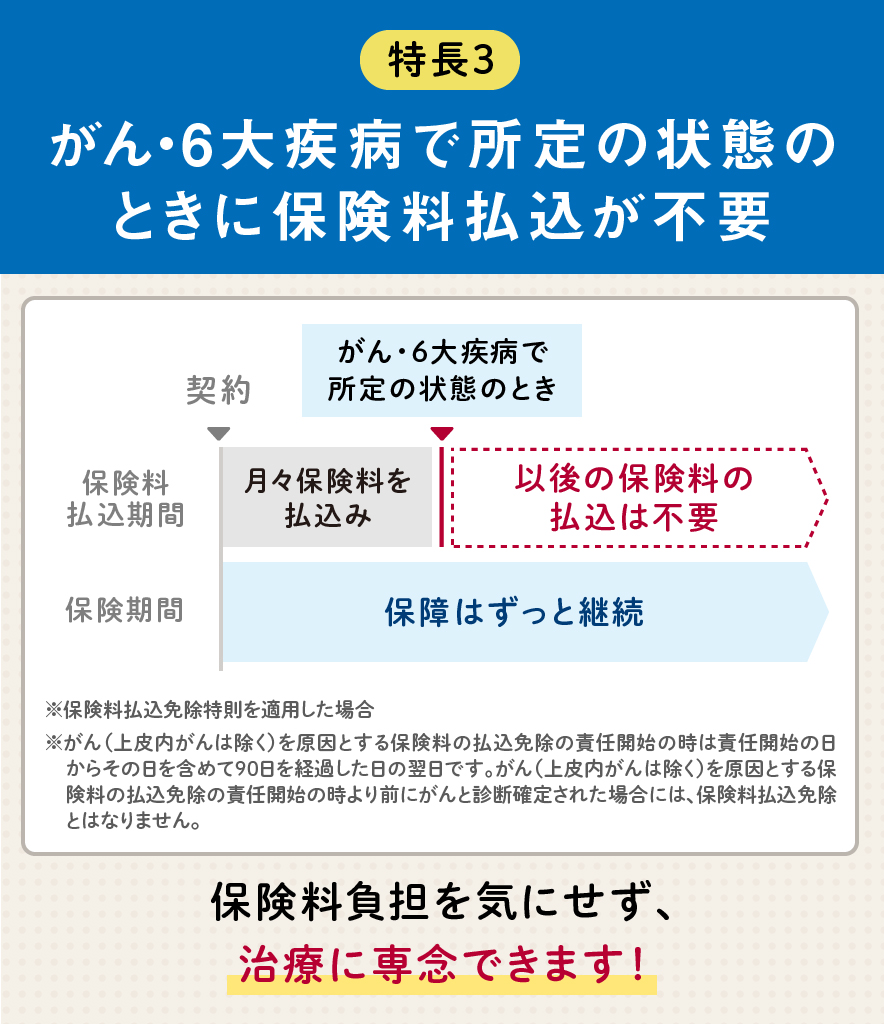 特長3
がん・6大疾病で所定の状態の
ときに保険料払込が不要
がん・6大疾病で
所定の状態のとき
契約
保険料
払込期間
月々保険料を
払込み
以後の保険料の
払込は不要
保険期間
保障はずっと継続
※保険料払込免除特則を適用した場合
※がん（上皮内がんは除く）を原因とする保険料の払込免除の責任開始の時は責任開始の日
からその日を含めて90日を経過した日の翌日です。がん（上皮内がんは除く）を原因とする保
険料の払込免除の責任開始の時より前にがんと診断確定された場合には、保険料払込免除
とはなりません。
保険料負担を気にせず、
治療に専念できます！